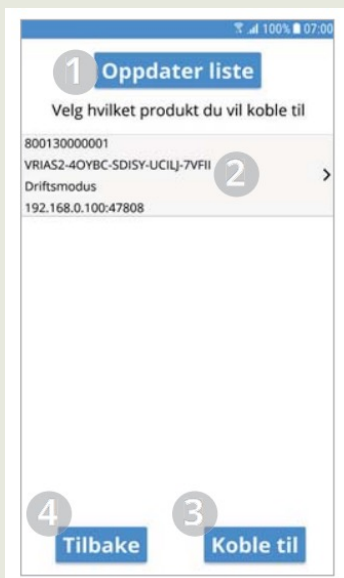 100% 07:00
1 Oppdater liste
Velg hvilket produkt du vil koble til
800130000001
VRIAS2-4OYBC-SDISY-UCILJ-7VFII 2
Driftsmodus
192.168.0.100:47808
4 3
Tilbake Koble til